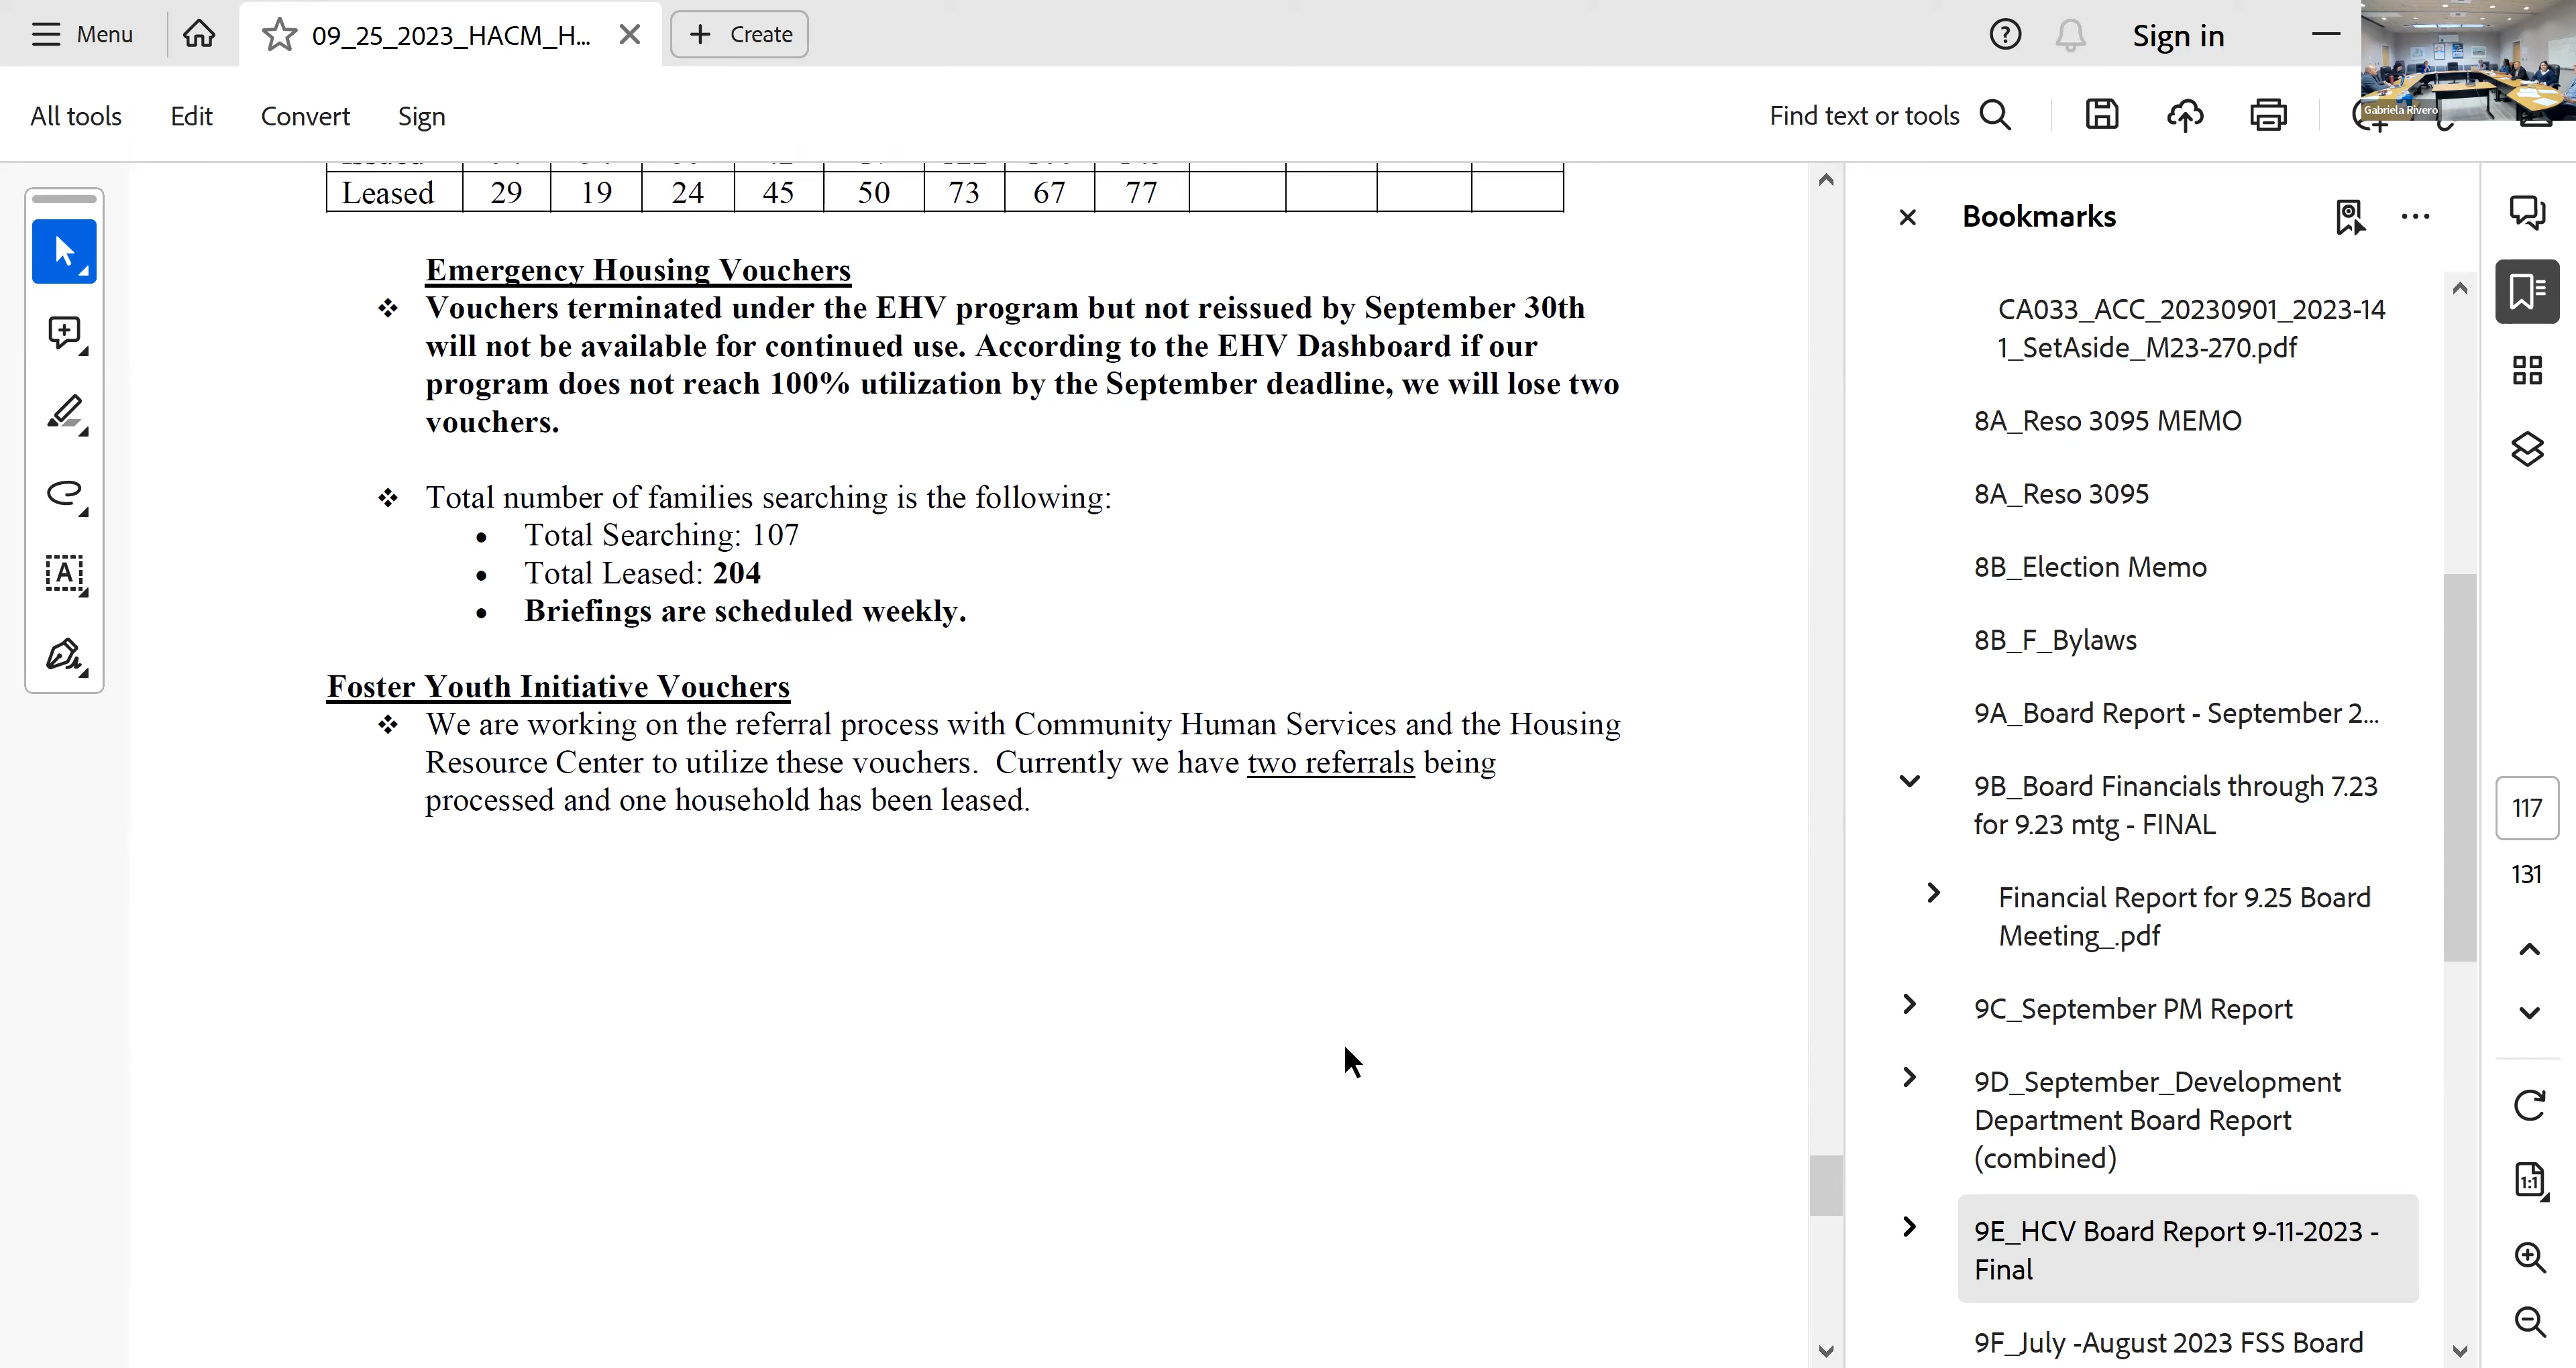 Menu
09_25_2023_HACM_H...
Create
Sign in
Gabriela Rivero
All tools
Edit
Convert
Sign
Find text or tools
Leased 29 19 24 45 50 73 67 77
Emergency Housing Vouchers
Vouchers terminated under the EHV program but not reissued by September 30th
will not be available for continued use. According to the EHV Dashboard if our
program does not reach 100% utilization by the September deadline, we will lose two
vouchers.
Total number of families searching is the following:
Total Searching: 107
Total Leased: 204
Briefings are scheduled weekly.
Foster Youth Initiative Vouchers
We are working on the referral process with Community Human Services and the Housing
Resource Center to utilize these vouchers. Currently we have two referrals being
processed and one household has been leased.
Bookmarks
CA033_ACC_20230901_2023-14
1_SetAside_M23-270.pdf
8A_Reso 3095 MEMO
8A_Reso 3095
8B_Election Memo
8B_F_Bylaws
9A_Board Report - September 2...
9B_Board Financials through 7.23
for 9.23 mtg - FINAL
Financial Report for 9.25 Board
Meeting_.pdf
9C_September PM Report
9D_September_Development
Department Board Report
(combined)
9E_HCV Board Report 9-11-2023 -
Final
9F_July -August 2023 FSS Board
117
131
1:1